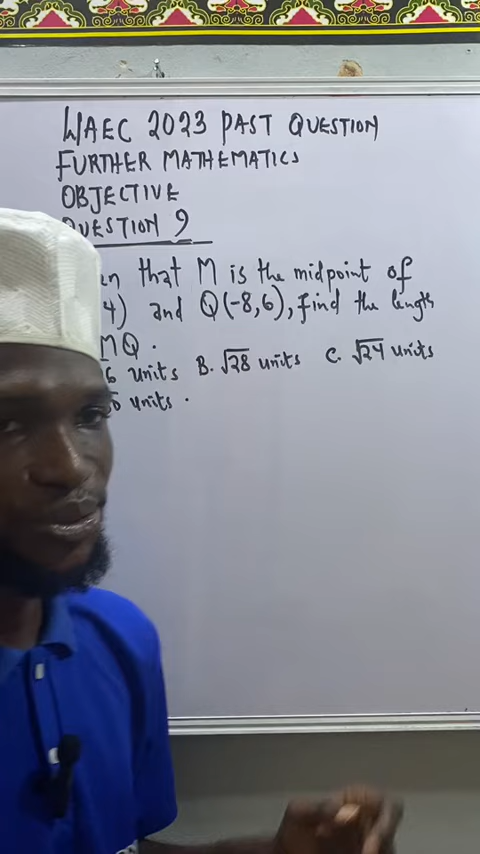 WAEC 2023 PAST QUESTION
FURTHER MATHEMATICS
OBJECTIVE
QUESTION 9
that M is the midpoint of
4) and Q(-8,6), find the length
MQ.
6 units B. √28 units C. √24 units
units.